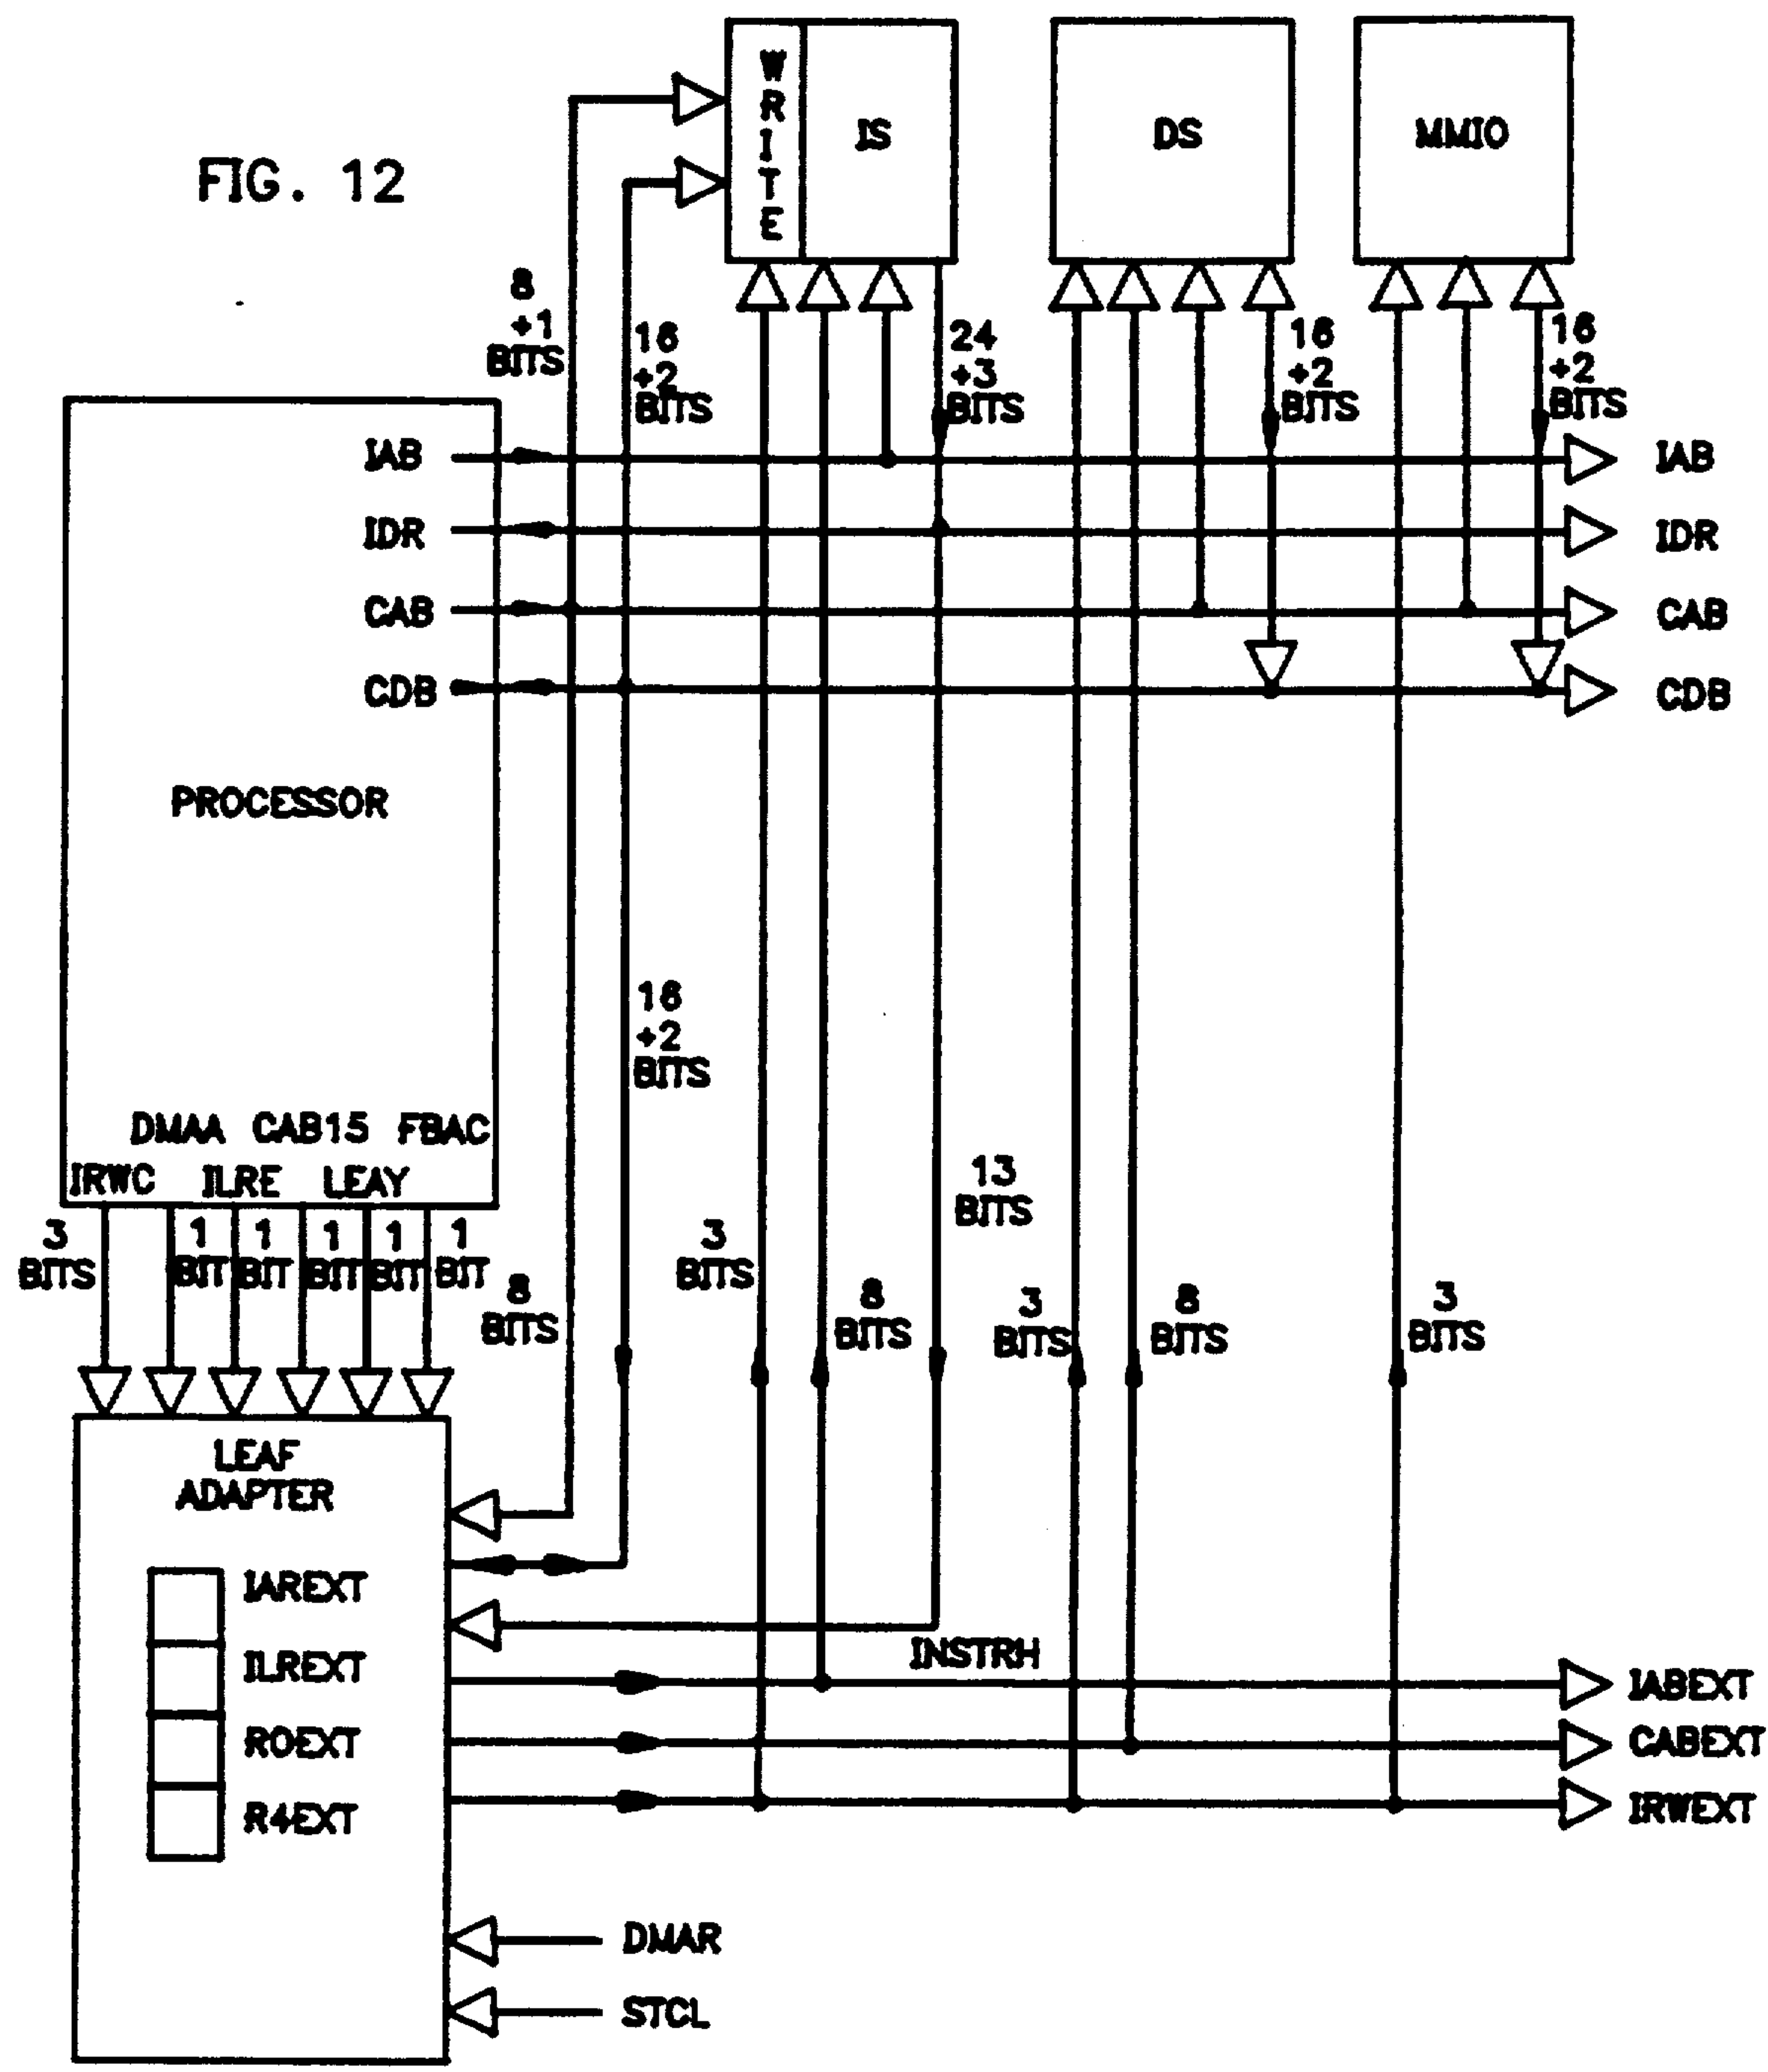 FIG. 12
WRITE
IS
DS
MMIO
8
+1
BITS
16
+2
BITS
24
+3
BITS
16
+2
BITS
16
+2
BITS
IAB
IDR
CAB
CDB
IAB
IDR
CAB
CDB
PROCESSOR
16
+2
BITS
DMAA CAB15 FBAC
IRWC ILRE LEAY
3
BITS
1
BIT
1
BIT
1
BIT
1
BIT
1
BIT
8
BITS
3
BITS
8
BITS
13
BITS
3
BITS
8
BITS
3
BITS
LEAF
ADAPTER
IAREXT
ILREXT
R0EXT
R4EXT
INSTRH
IABEXT
CABEXT
IRWEXT
DMAR
STCL